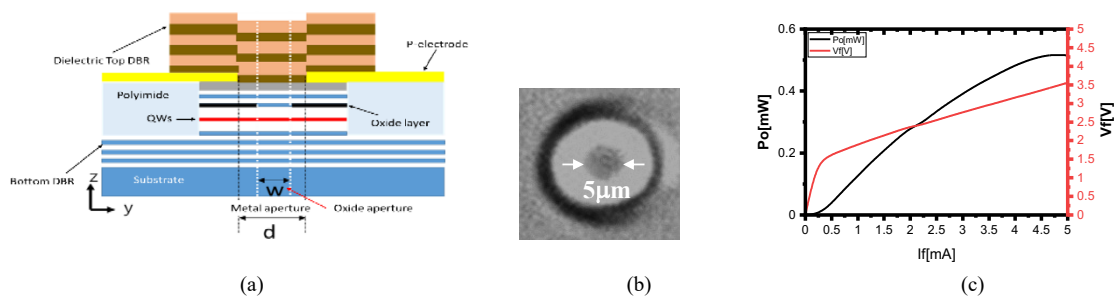 Dielectric Top DBR
P-electrode
Polyimide
QWs
Oxide layer
Bottom DBR
Substrate
z
y
w
Metal aperture
Oxide aperture
d
(a)
5μm
(b)
Po[mW]
Vf[V]
0.6
0.4
0.2
0
5
4.5
4
3.5
3
2.5
2
1.5
1
0.5
0
0 0.5 1 1.5 2 2.5 3 3.5 4 4.5 5
Po[mW]
Vf[V]
If[mA]
(c)